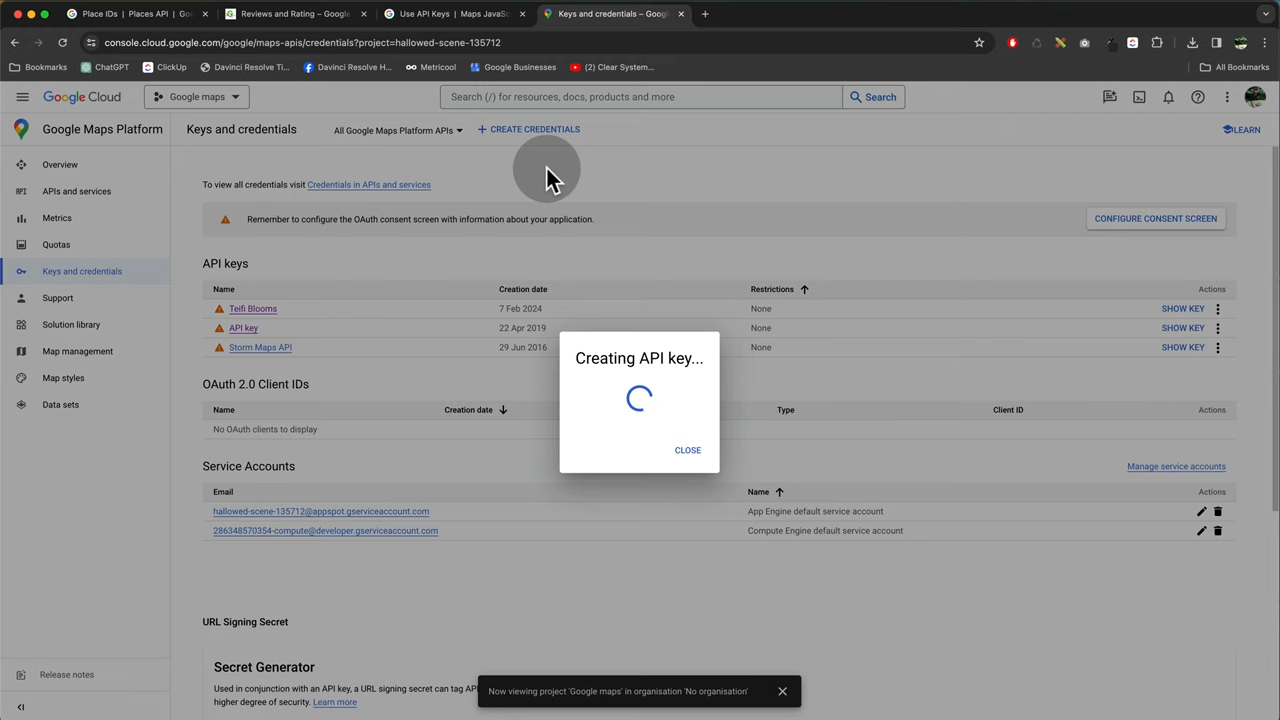 Place IDs | Places API | Goo
Reviews and Rating – Google
Use API Keys | Maps JavaSc
Keys and credentials – Googl
console.cloud.google.com/google/maps-apis/credentials?project=hallowed-scene-135712
Bookmarks
ChatGPT
ClickUp
Davinci Resolve Ti...
Davinci Resolve H...
Metricool
Google Businesses
(2) Clear System...
All Bookmarks
Google Cloud
Google maps
Search (/) for resources, docs, products and more
Search
Google Maps Platform
Keys and credentials
All Google Maps Platform APIs
+ CREATE CREDENTIALS
LEARN
Overview
API APIs and services
Metrics
Quotas
Keys and credentials
Support
Solution library
Map management
Map styles
Data sets
Release notes
To view all credentials visit Credentials in APIs and services
Remember to configure the OAuth consent screen with information about your application.
CONFIGURE CONSENT SCREEN
API keys
Name Creation date Restrictions Actions
Teifi Blooms 7 Feb 2024 None SHOW KEY
API key 22 Apr 2019 None SHOW KEY
Storm Maps API 29 Jun 2016 None SHOW KEY
Creating API key...
CLOSE
OAuth 2.0 Client IDs
Name Creation date Type Client ID Actions
No OAuth clients to display
Service Accounts
Manage service accounts
Email Name Actions
hallowed-scene-135712@appspot.gserviceaccount.com App Engine default service account
286348570354-compute@developer.gserviceaccount.com Compute Engine default service account
URL Signing Secret
Secret Generator
Used in conjunction with an API key, a URL signing secret can tag API
higher degree of security. Learn more
Now viewing project 'Google maps' in organisation 'No organisation'